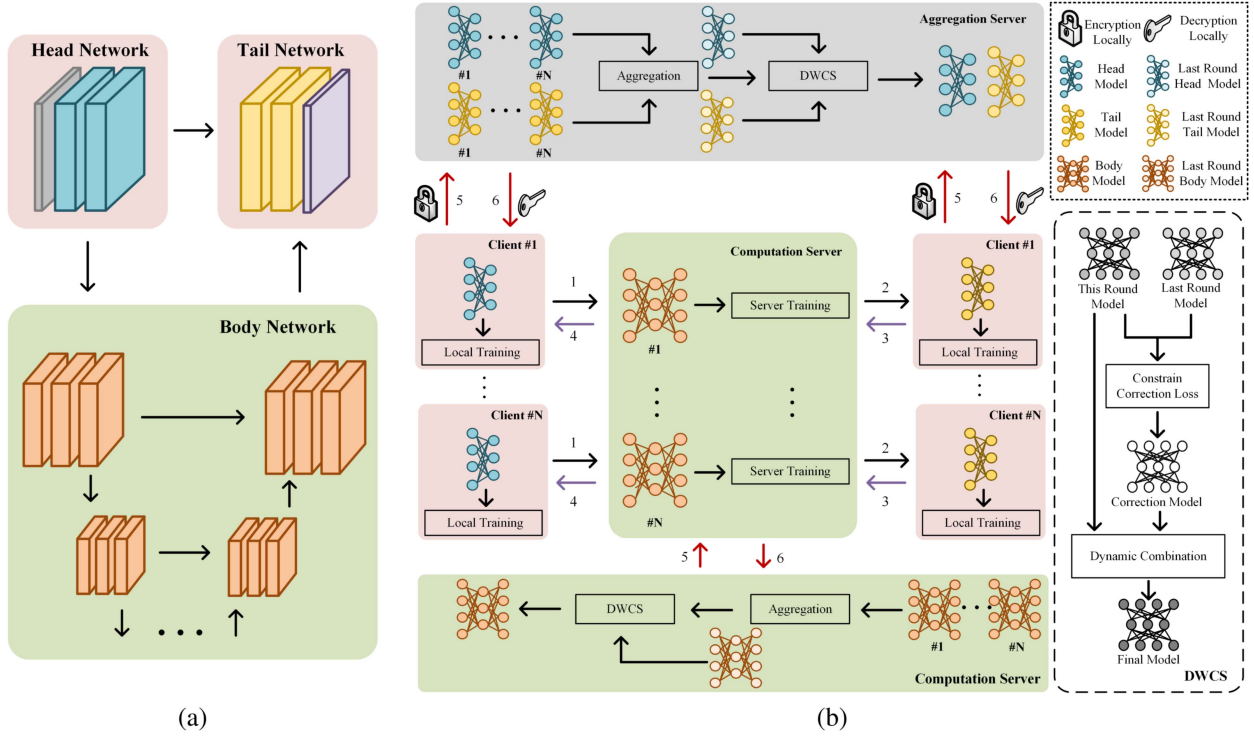 Head Network
Tail Network
Body Network
(a)
Aggregation Server
#1
#N
#1
#N
Aggregation
DWCS
5
6
5
6
Client #1
Local Training
Client #N
Local Training
1
4
1
4
Computation Server
#1
Server Training
#N
Server Training
2
3
2
3
Client #1
Local Training
Client #N
Local Training
5
6
DWCS
Aggregation
#1
#N
Computation Server
Encryption
Locally
Decryption
Locally
Head
Model
Last Round
Head Model
Tail
Model
Last Round
Tail Model
Body
Model
Last Round
Body Model
This Round
Model
Last Round
Model
Constrain
Correction Loss
Correction Model
Dynamic Combination
Final Model
DWCS
(b)